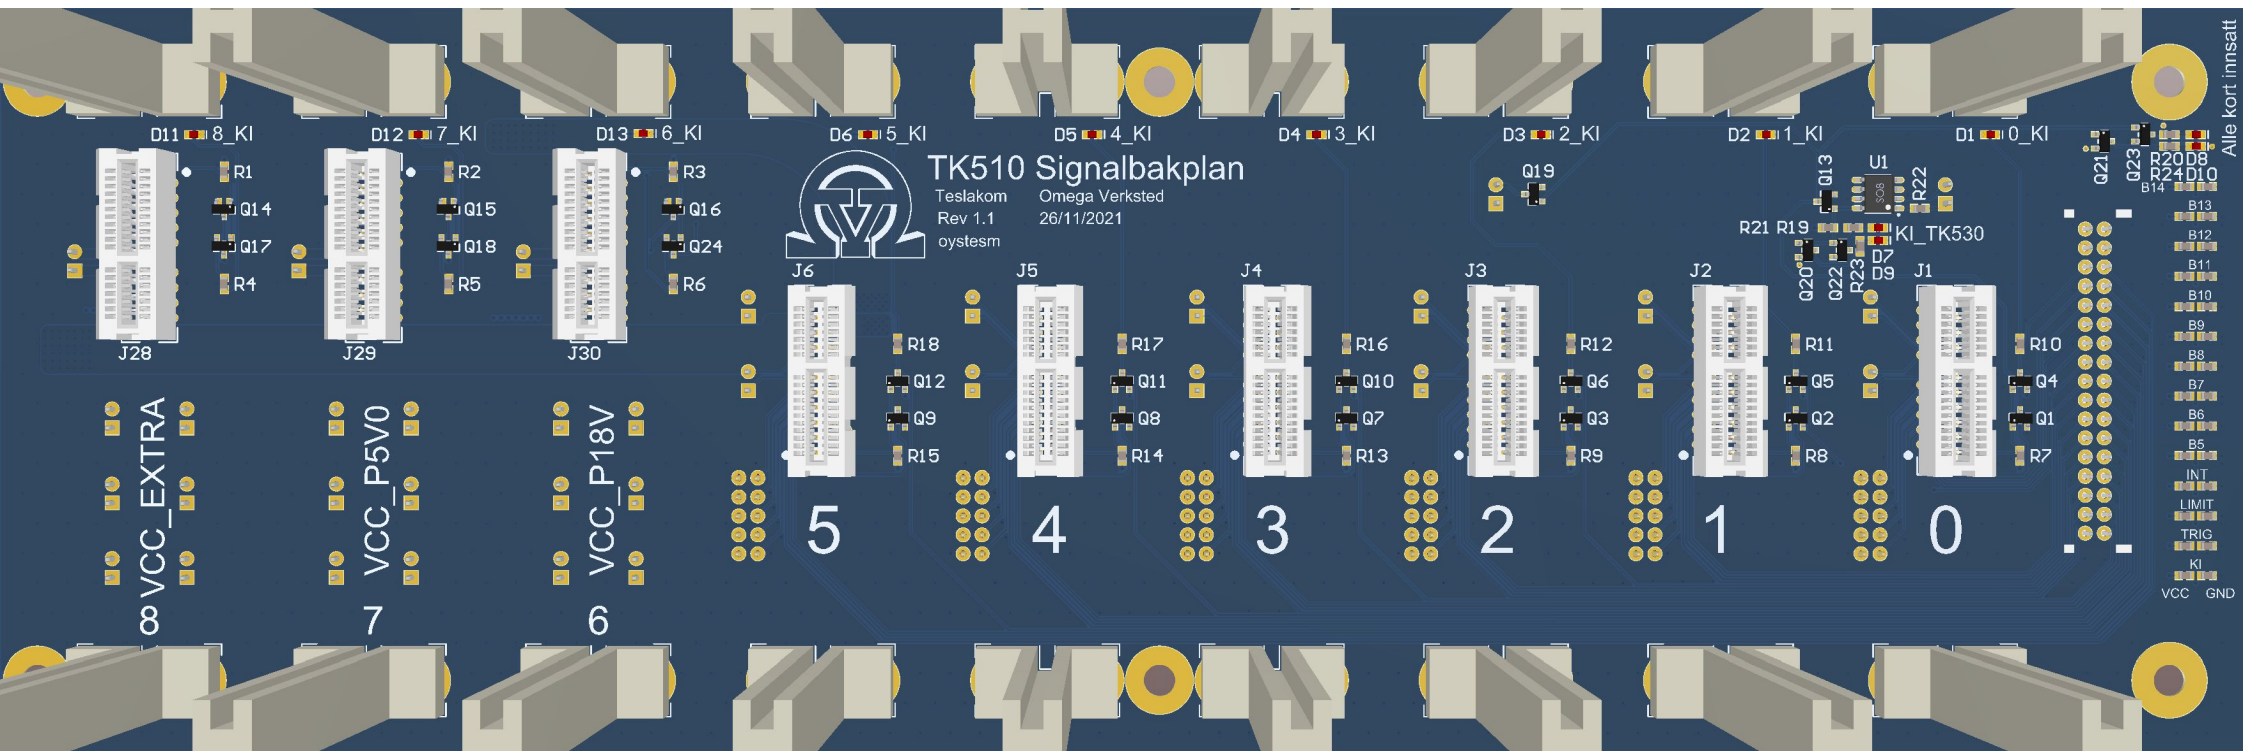 Alle kort innsatt
D11 8_KI
D12 7_KI
D13 6_KI
D6 5_KI
D5 4_KI
D4 3_KI
D3 2_KI
D2 1_KI
D1 0_KI
TK510 Signalbakplan
Teslakom Omega Verksted
Rev 1.1 26/11/2021
oystesm
R1
Q14
Q17
R4
J28
R2
Q15
Q18
R5
J29
R3
Q16
Q24
R6
J30
Q19
Q13
U1
SO8
R22
R21 R19
KI_TK530
D7
D9
Q20
Q22
R23
Q21
Q23
R20 D8
R24 D10
J6
R18
Q12
Q9
R15
J5
R17
Q11
Q8
R14
J4
R16
Q10
Q7
R13
J3
R12
Q6
Q3
R9
J2
R11
Q5
Q2
R8
J1
R10
Q4
Q1
R7
B14
B13
B12
B11
B10
B9
B8
B7
B6
B5
INT
LIMIT
TRIG
KI
VCC GND
VCC_EXTRA
8
VCC_P5V0
7
VCC_P18V
6
5
4
3
2
1
0